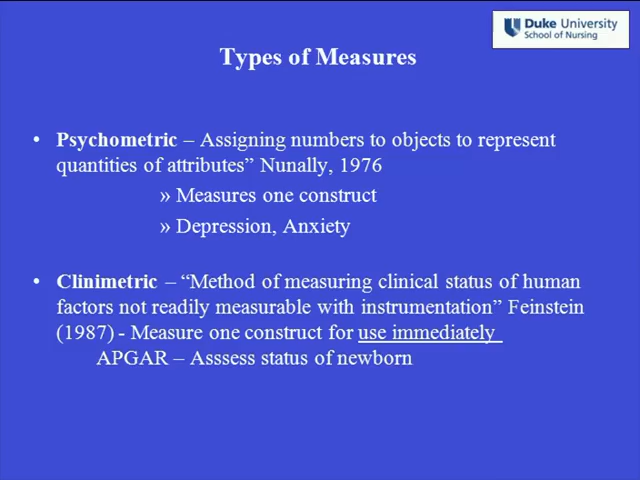 Duke University
School of Nursing
Types of Measures
• Psychometric – Assigning numbers to objects to represent
quantities of attributes” Nunally, 1976
» Measures one construct
» Depression, Anxiety
• Clinimetric – “Method of measuring clinical status of human
factors not readily measurable with instrumentation” Feinstein
(1987) - Measure one construct for use immediately
APGAR – Asssess status of newborn